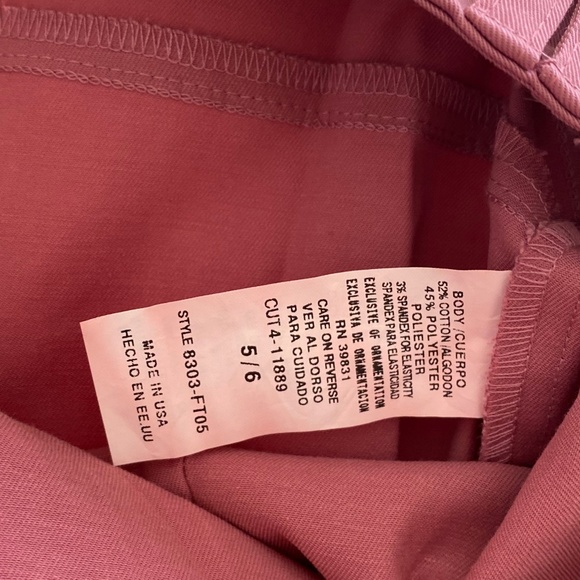 BODY/CUERPO
52% COTTON/ALGODON
45% POLYESTER
POLIESTER
3% SPANDEX FOR ELASTICITY
SPANDEX PARA ELASTICIDAD
EXCLUSIVE OF ORNAMENTATION
EXCLUSIVA DE ORNAMENTACION
RN 39831
CARE ON REVERSE
VER AL DORSO
PARA CUIDADO
CUT 4-11889
5/6
STYLE 8303-FT05
MADE IN USA
HECHO EN EE.UU